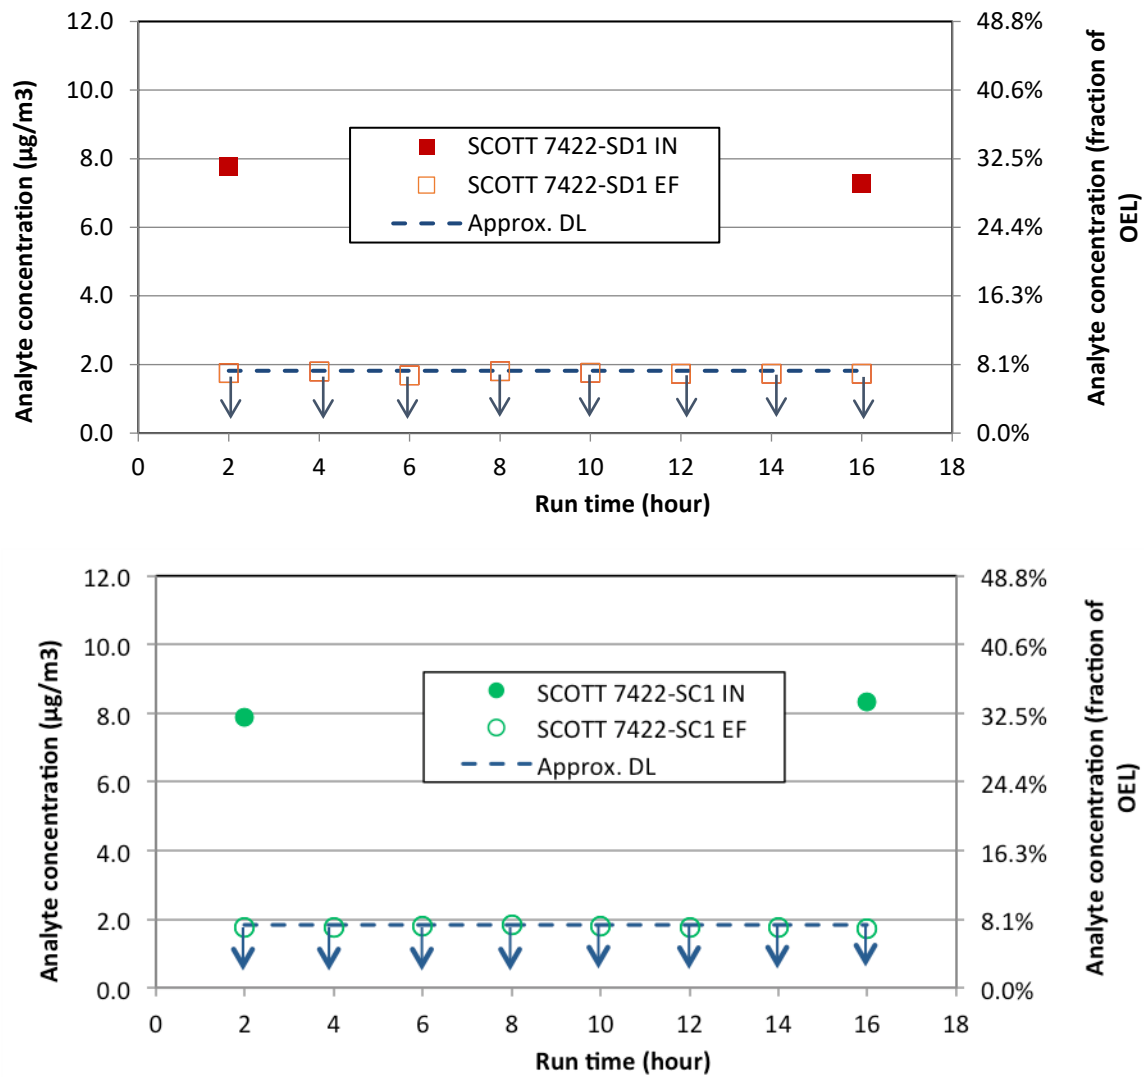 12.0
10.0
8.0
6.0
4.0
2.0
0.0
48.8%
40.6%
32.5%
24.4%
16.3%
8.1%
0.0%
Analyte concentration (µg/m3)
Analyte concentration (fraction of
OEL)
SCOTT 7422-SD1 IN
SCOTT 7422-SD1 EF
Approx. DL
0 2 4 6 8 10 12 14 16 18
Run time (hour)
12.0
10.0
8.0
6.0
4.0
2.0
0.0
48.8%
40.6%
32.5%
24.4%
16.3%
8.1%
0.0%
Analyte concentration (µg/m3)
Analyte concentration (fraction of
OEL)
SCOTT 7422-SC1 IN
SCOTT 7422-SC1 EF
Approx. DL
0 2 4 6 8 10 12 14 16 18
Run time (hour)